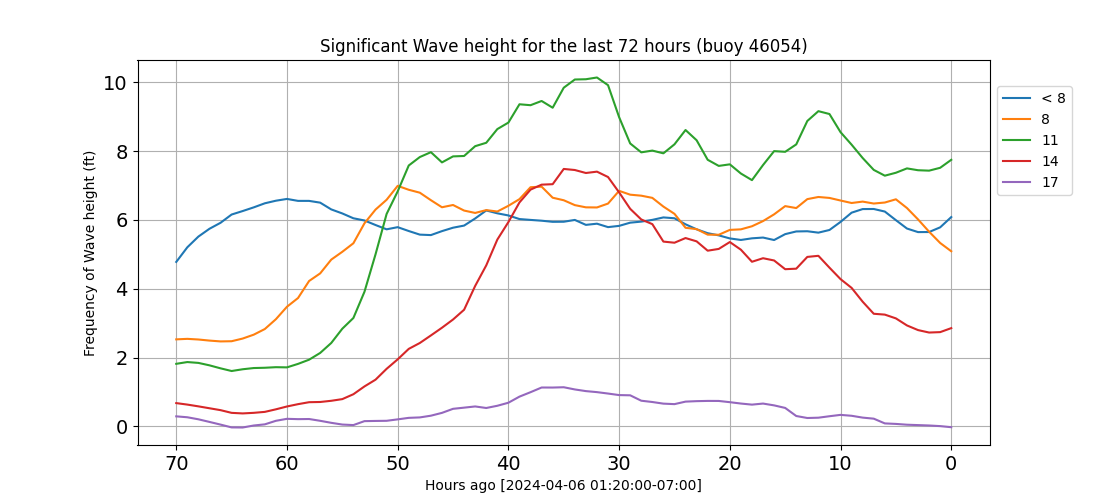 Significant Wave height for the last 72 hours (buoy 46054)
Frequency of Wave height (ft)
10
8
6
4
2
0
70 60 50 40 30 20 10 0
Hours ago [2024-04-06 01:20:00-07:00]
< 8
8
11
14
17